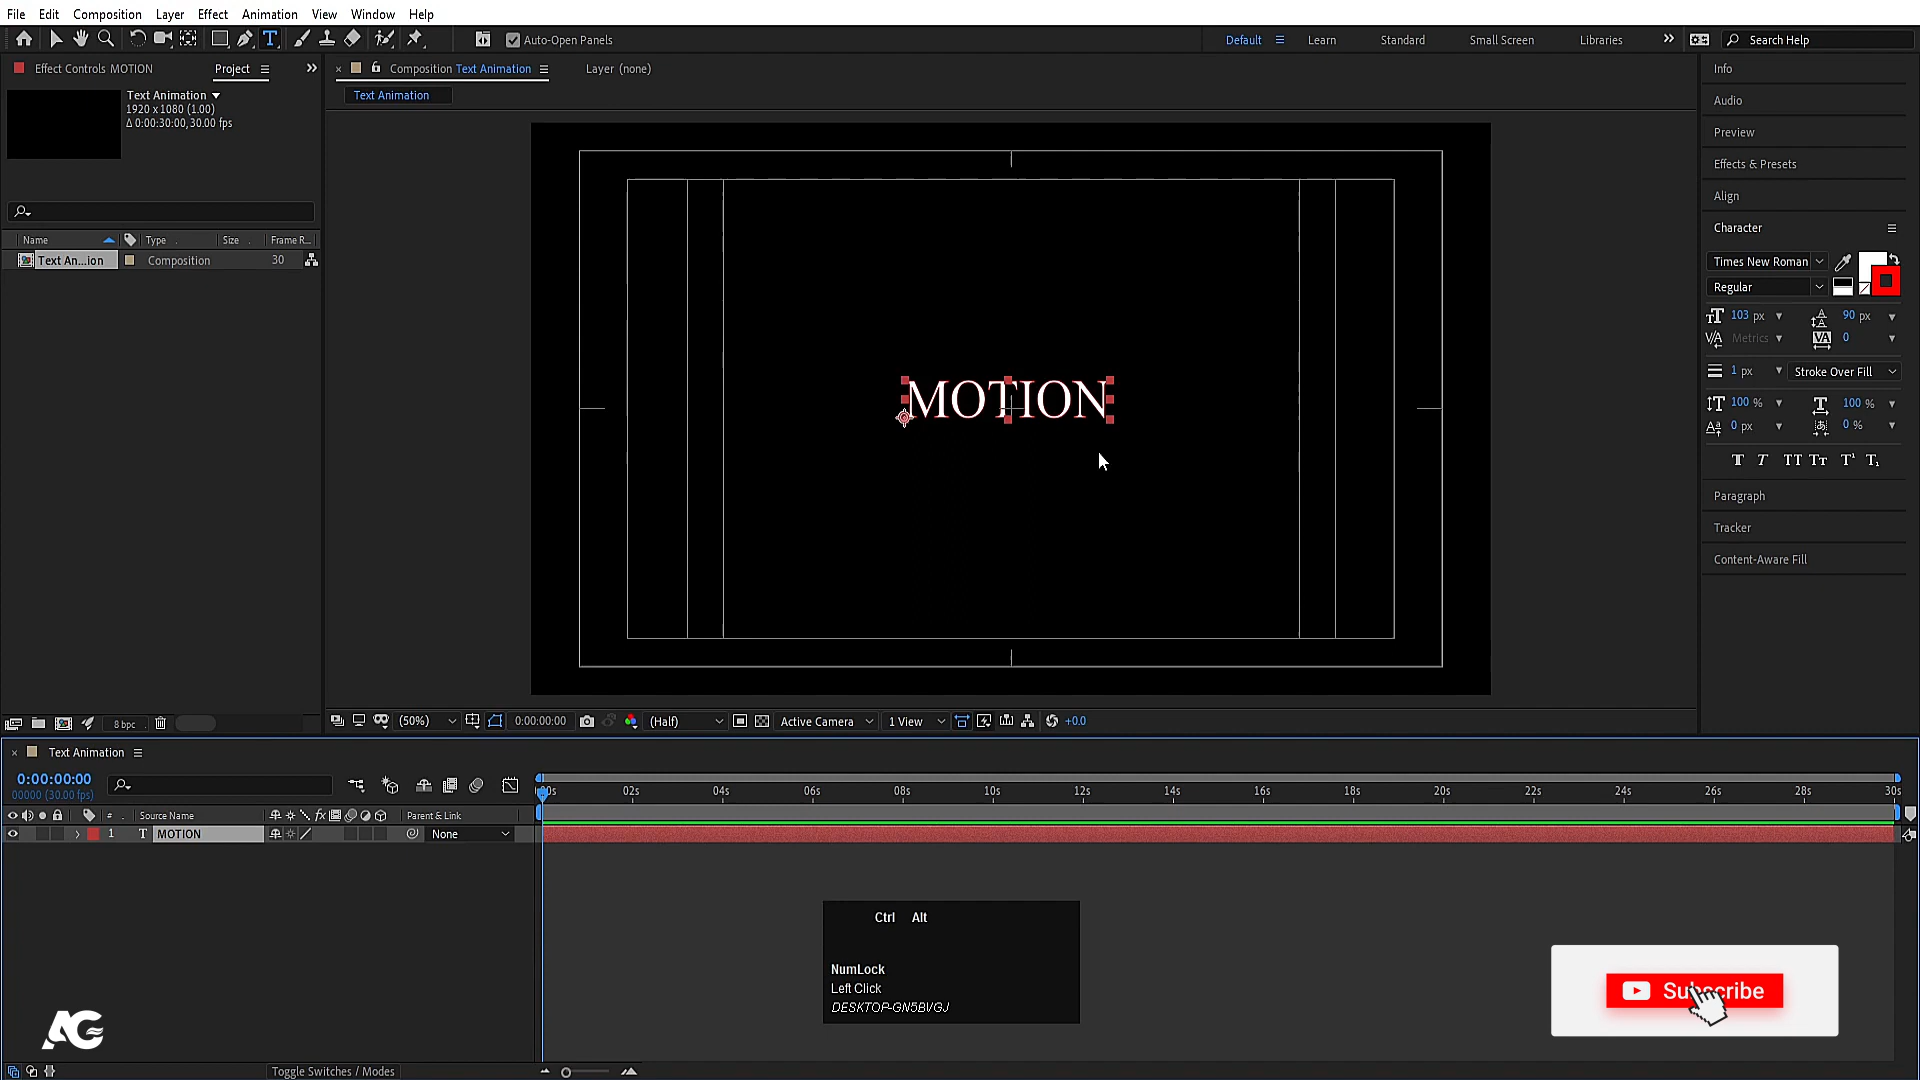 File Edit Composition Layer Effect Animation View Window Help
Auto-Open Panels
Default Learn Standard Small Screen Libraries Search Help
Effect Controls MOTION Project
Composition Text Animation Layer (none)
Text Animation
Text Animation
1920 x 1080 (1.00)
Δ 0:00:30:00, 30.00 fps
Name Type Size Frame R...
Text An...ion Composition 30
8 bpc
MOTION
(50%) 0:00:00:00 (Half) Active Camera 1 View +0.0
Info
Audio
Preview
Effects & Presets
Align
Character
Times New Roman
Regular
103 px 90 px
Metrics 0
1 px Stroke Over Fill
100 % 100 %
0 px 0 %
T T TT Tт T¹ T₁
Paragraph
Tracker
Content-Aware Fill
Text Animation
0:00:00:00
00000 (30.00 fps)
02s 04s 06s 08s 10s 12s 14s 16s 18s 20s 22s 24s 26s 28s 30s
# Source Name fx Parent & Link
1 T MOTION None
Ctrl Alt
NumLock
Left Click
DESKTOP-GN5BVGJ
Subscribe
AG
Toggle Switches / Modes